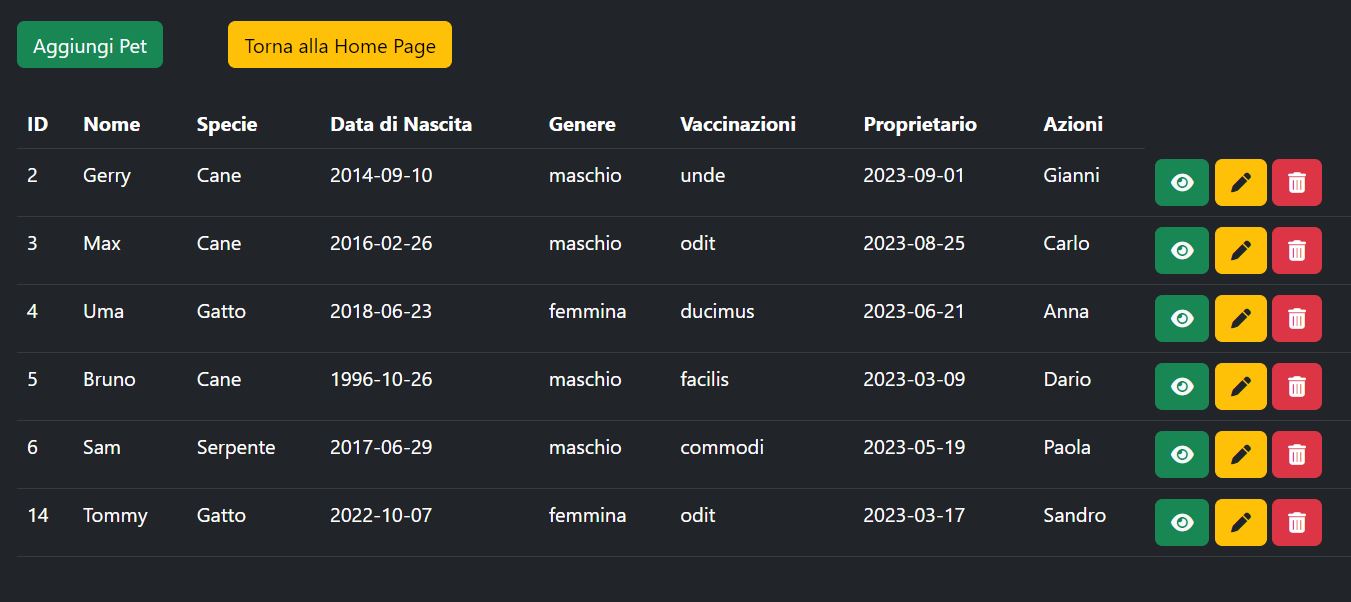 Aggiungi Pet Torna alla Home Page
ID Nome Specie Data di Nascita Genere Vaccinazioni Proprietario Azioni
2 Gerry Cane 2014-09-10 maschio unde 2023-09-01 Gianni
3 Max Cane 2016-02-26 maschio odit 2023-08-25 Carlo
4 Uma Gatto 2018-06-23 femmina ducimus 2023-06-21 Anna
5 Bruno Cane 1996-10-26 maschio facilis 2023-03-09 Dario
6 Sam Serpente 2017-06-29 maschio commodi 2023-05-19 Paola
14 Tommy Gatto 2022-10-07 femmina odit 2023-03-17 Sandro